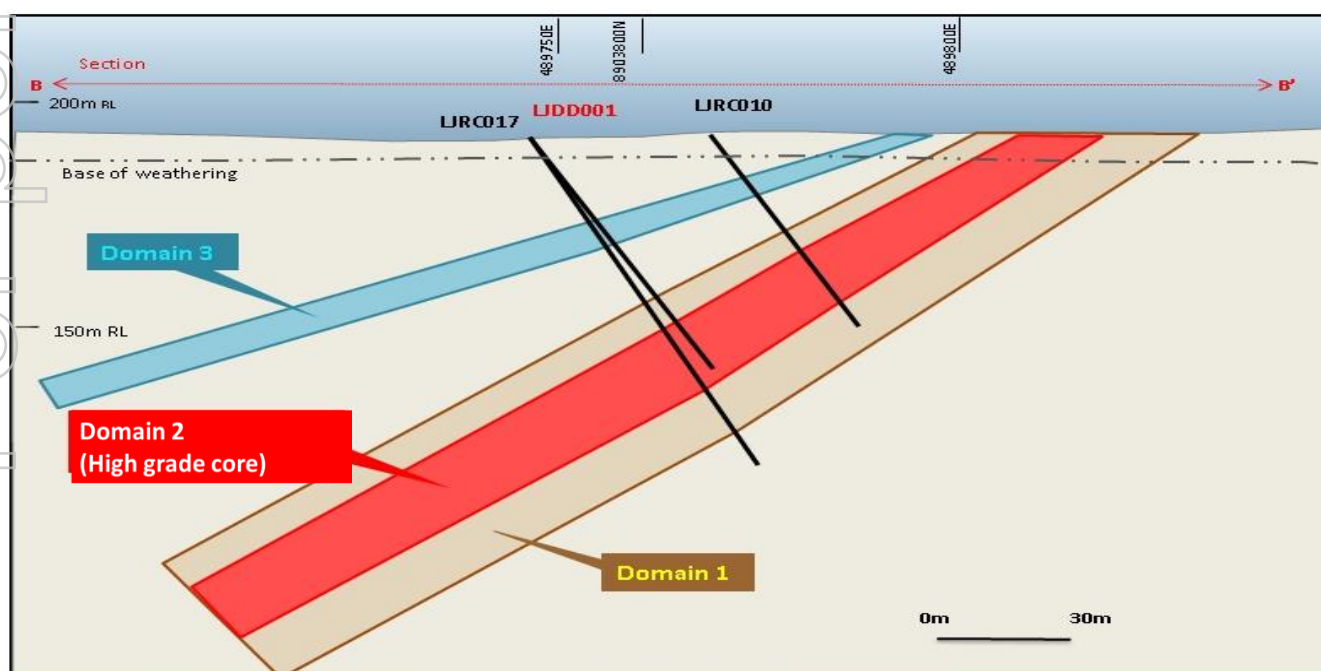 489750E
8903800N
489800E
Section
B
B'
200m RL
LJRC017
LJDD001
LJRC010
Base of weathering
Domain 3
150m RL
Domain 2
(High grade core)
Domain 1
0m
30m